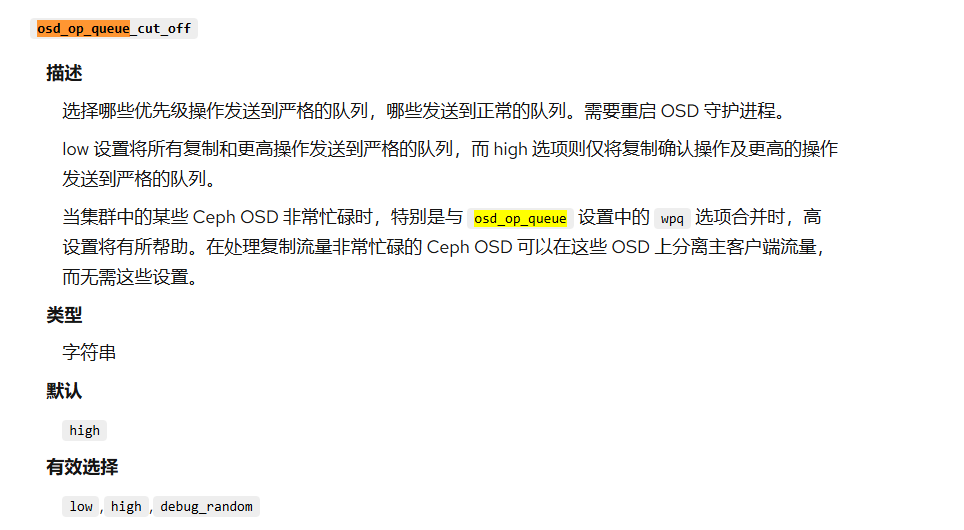 osd_op_queue_cut_off
描述
选择哪些优先级操作发送到严格的队列，哪些发送到正常的队列。需要重启 OSD 守护进程。
low 设置将所有复制和更高操作发送到严格的队列，而 high 选项则仅将复制确认操作及更高的操作
发送到严格的队列。
当集群中的某些 Ceph OSD 非常忙碌时，特别是与 osd_op_queue 设置中的 wpq 选项合并时，高
设置将有所帮助。在处理复制流量非常忙碌的 Ceph OSD 可以在这些 OSD 上分离主客户端流量，
而无需这些设置。
类型
字符串
默认
high
有效选择
low ,high ,debug_random